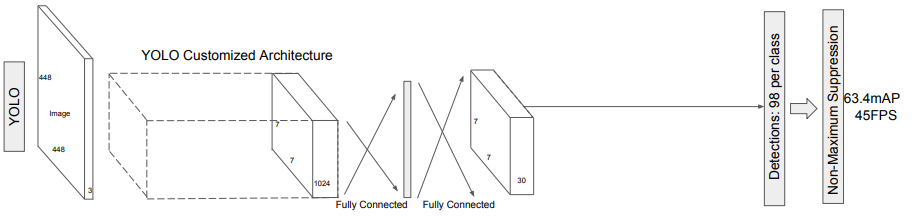 YOLO
448
Image
448
3
YOLO Customized Architecture
7
7
1024
Fully Connected
Fully Connected
7
7
30
Detections: 98 per class
Non-Maximum Suppression
63.4mAP
45FPS